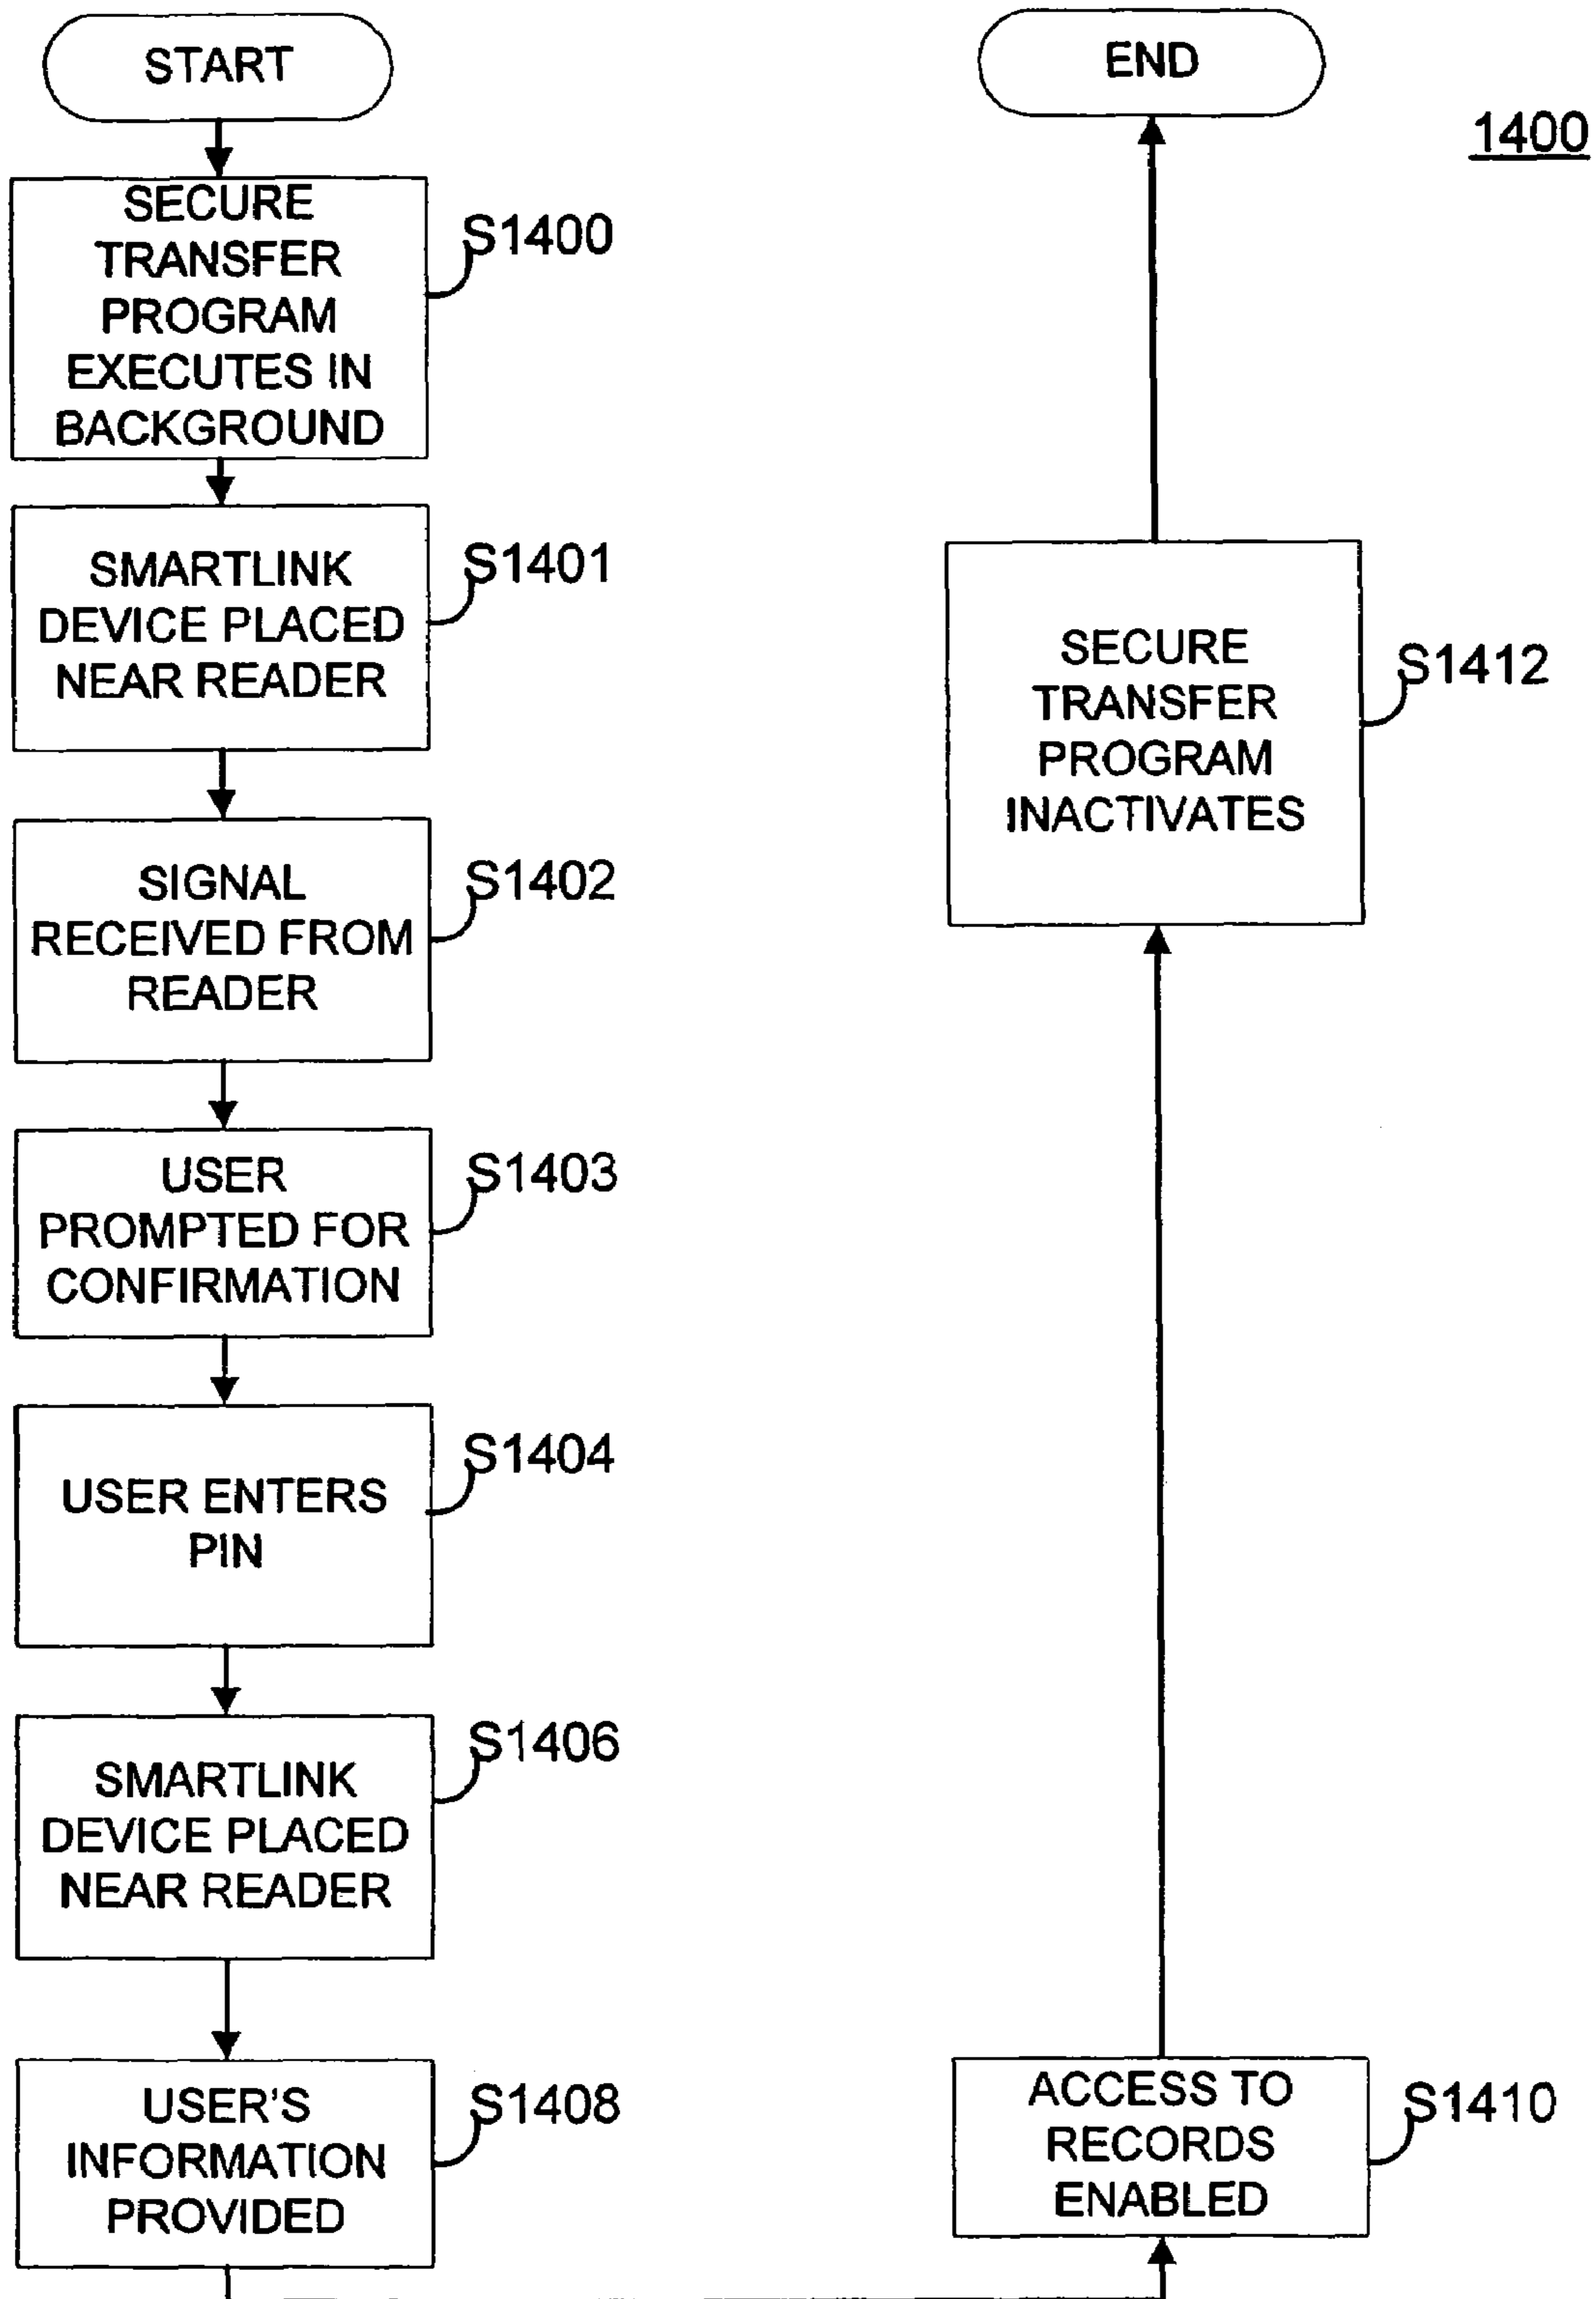 START
SECURE
TRANSFER
PROGRAM
EXECUTES IN
BACKGROUND
S1400
SMARTLINK
DEVICE PLACED
NEAR READER
S1401
SIGNAL
RECEIVED FROM
READER
S1402
USER
PROMPTED FOR
CONFIRMATION
S1403
USER ENTERS
PIN
S1404
SMARTLINK
DEVICE PLACED
NEAR READER
S1406
USER'S
INFORMATION
PROVIDED
S1408
ACCESS TO
RECORDS
ENABLED
S1410
SECURE
TRANSFER
PROGRAM
INACTIVATES
S1412
END
1400